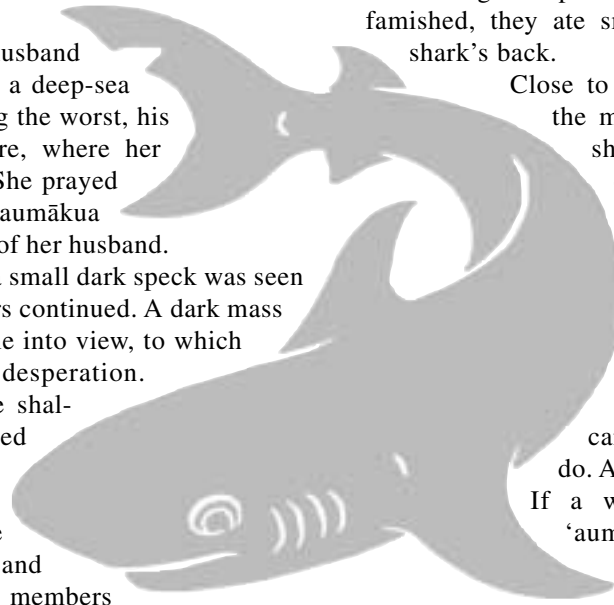 usband
a deep-sea
g the worst, his
re, where her
She prayed
aumākua
of her husband.
a small dark speck was seen
rs continued. A dark mass
e into view, to which
desperation.
e shal-
ed
e
and
members
famished, they ate sn
shark’s back.
Close to
the m
sh
ca
do. A
If a w
‘aum